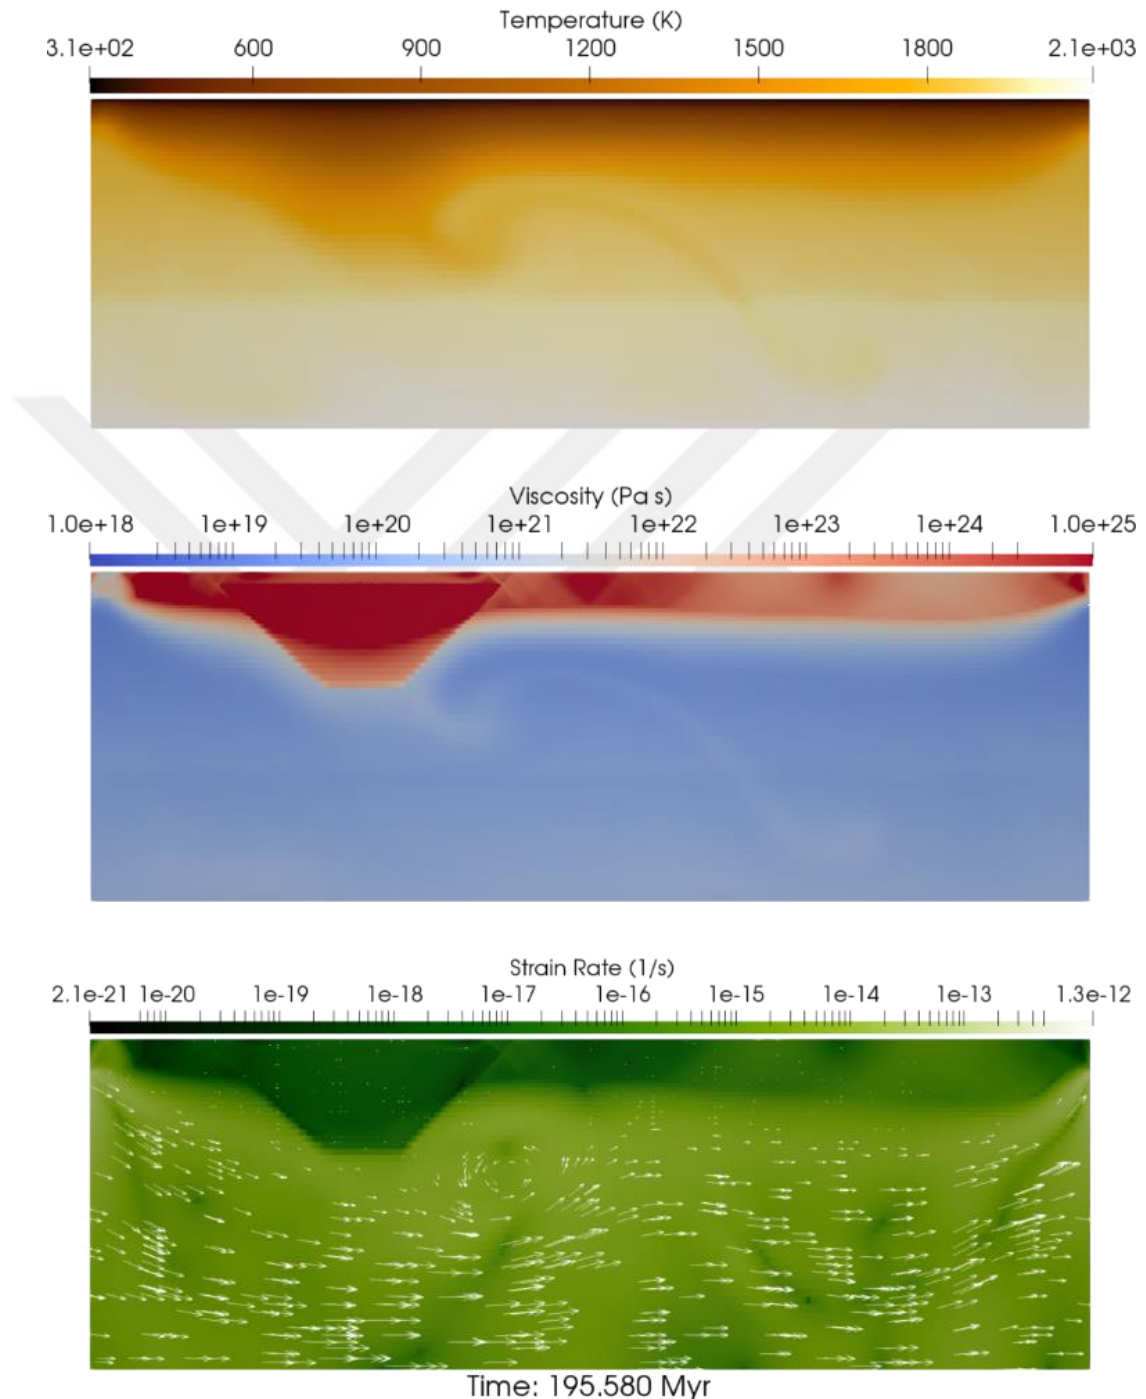 Temperature (K)
3.1e+02 600 900 1200 1500 1800 2.1e+03
Viscosity (Pa s)
1.0e+18 1e+19 1e+20 1e+21 1e+22 1e+23 1e+24 1.0e+25
Strain Rate (1/s)
2.1e-21 1e-20 1e-19 1e-18 1e-17 1e-16 1e-15 1e-14 1e-13 1.3e-12
Time: 195.580 Myr